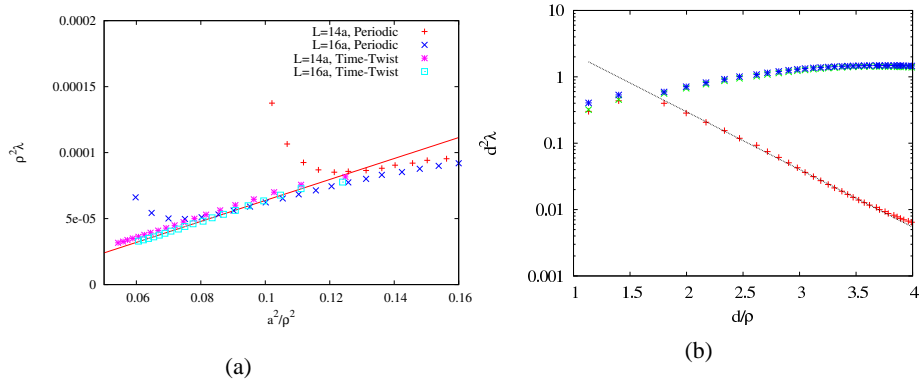 0.0002
0.00015
0.0001
5e-05
0
ρ²λ
L=14a, Periodic
L=16a, Periodic
L=14a, Time-Twist
L=16a, Time-Twist
0.06 0.08 0.1 0.12 0.14 0.16
a²/ρ²
(a)
10
1
0.1
0.01
0.001
d²λ
1 1.5 2 2.5 3 3.5 4
d/ρ
(b)